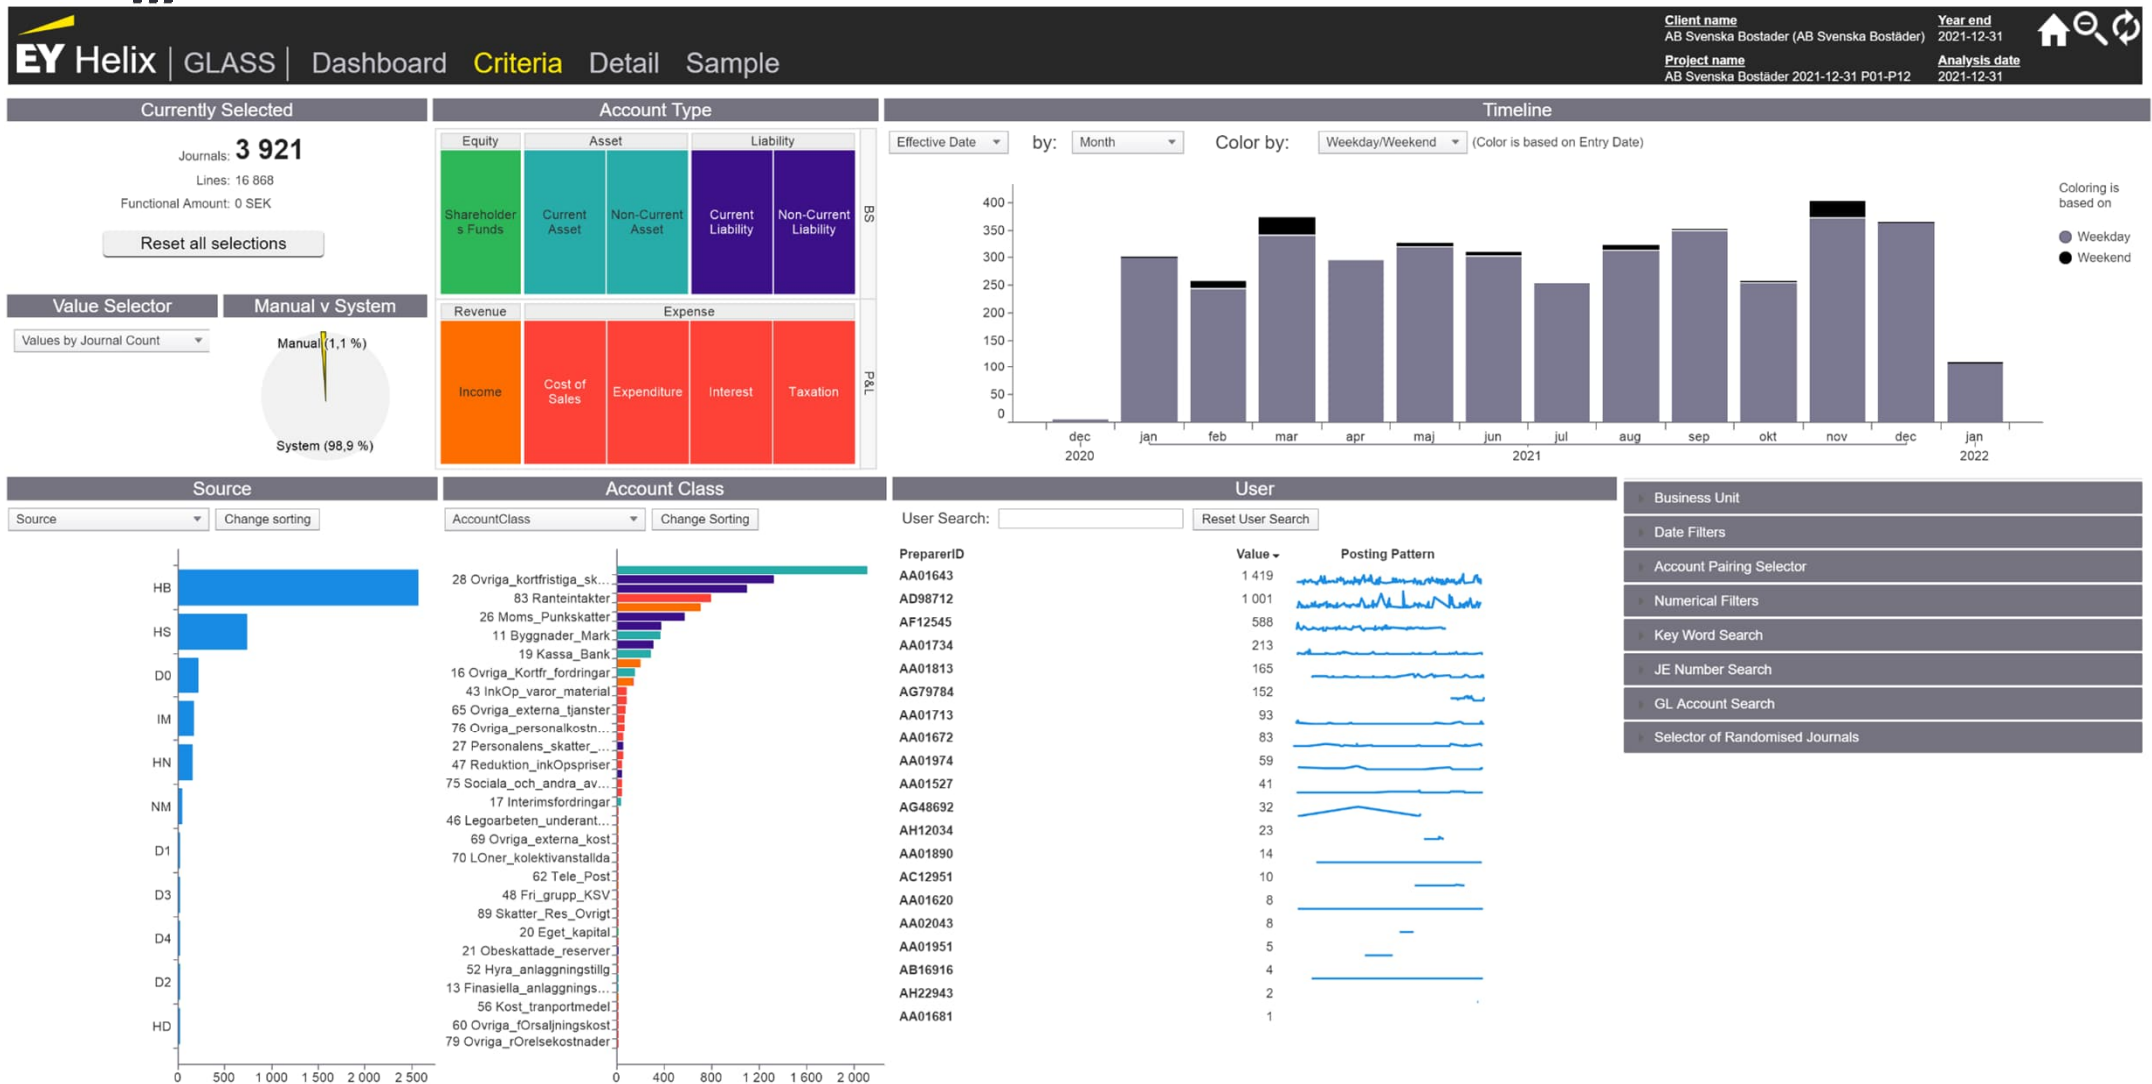 EY Helix | GLASS | Dashboard Criteria Detail Sample
Client name
AB Svenska Bostader (AB Svenska Bostäder)
Year end
2021-12-31
Project name
AB Svenska Bostäder 2021-12-31 P01-P12
Analysis date
2021-12-31
Currently Selected
Journals: 3 921
Lines: 16 868
Functional Amount: 0 SEK
Reset all selections
Value Selector
Values by Journal Count
Manual v System
Manual (1,1 %)
System (98,9 %)
Account Type
Equity Asset Liability
Shareholder
s Funds
Current
Asset
Non-Current
Asset
Current
Liability
Non-Current
Liability
BS
Revenue Expense
Income
Cost of
Sales
Expenditure
Interest
Taxation
P&L
Timeline
Effective Date by: Month Color by: Weekday/Weekend (Color is based on Entry Date)
400
350
300
250
200
150
100
50
0
dec jan feb mar apr maj jun jul aug sep okt nov dec jan
2020 2021 2022
Coloring is
based on
Weekday
Weekend
Source
Source Change sorting
HB
HS
D0
IM
HN
NM
D1
D3
D4
D2
HD
0 500 1 000 1 500 2 000 2 500
Account Class
AccountClass Change Sorting
28 Ovriga_kortfristiga_sk...
83 Ranteintakter
26 Moms_Punkskatter
11 Byggnader_Mark
19 Kassa_Bank
16 Ovriga_Kortfr_fordringar
43 InkOp_varor_material
65 Ovriga_externa_tjanster
76 Ovriga_personalkostn...
27 Personalens_skatter_...
47 Reduktion_inkOpspriser
75 Sociala_och_andra_av...
17 Interimsfordringar
46 Legoarbeten_underant...
69 Ovriga_externa_kost
70 LOner_kolektivanstallda
62 Tele_Post
48 Fri_grupp_KSV
89 Skatter_Res_Ovrigt
20 Eget_kapital
21 Obeskattade_reserver
52 Hyra_anlaggningstillg
13 Finasiella_anlaggnings...
56 Kost_tranportmedel
60 Ovriga_fOrsaljningskost
79 Ovriga_rOrelsekostnader
0 400 800 1 200 1 600 2 000
User
User Search: Reset User Search
PreparerID Value Posting Pattern
AA01643 1 419
AD98712 1 001
AF12545 588
AA01734 213
AA01813 165
AG79784 152
AA01713 93
AA01672 83
AA01974 59
AA01527 41
AG48692 32
AH12034 23
AA01890 14
AC12951 10
AA01620 8
AA02043 8
AA01951 5
AB16916 4
AH22943 2
AA01681 1
Business Unit
Date Filters
Account Pairing Selector
Numerical Filters
Key Word Search
JE Number Search
GL Account Search
Selector of Randomised Journals